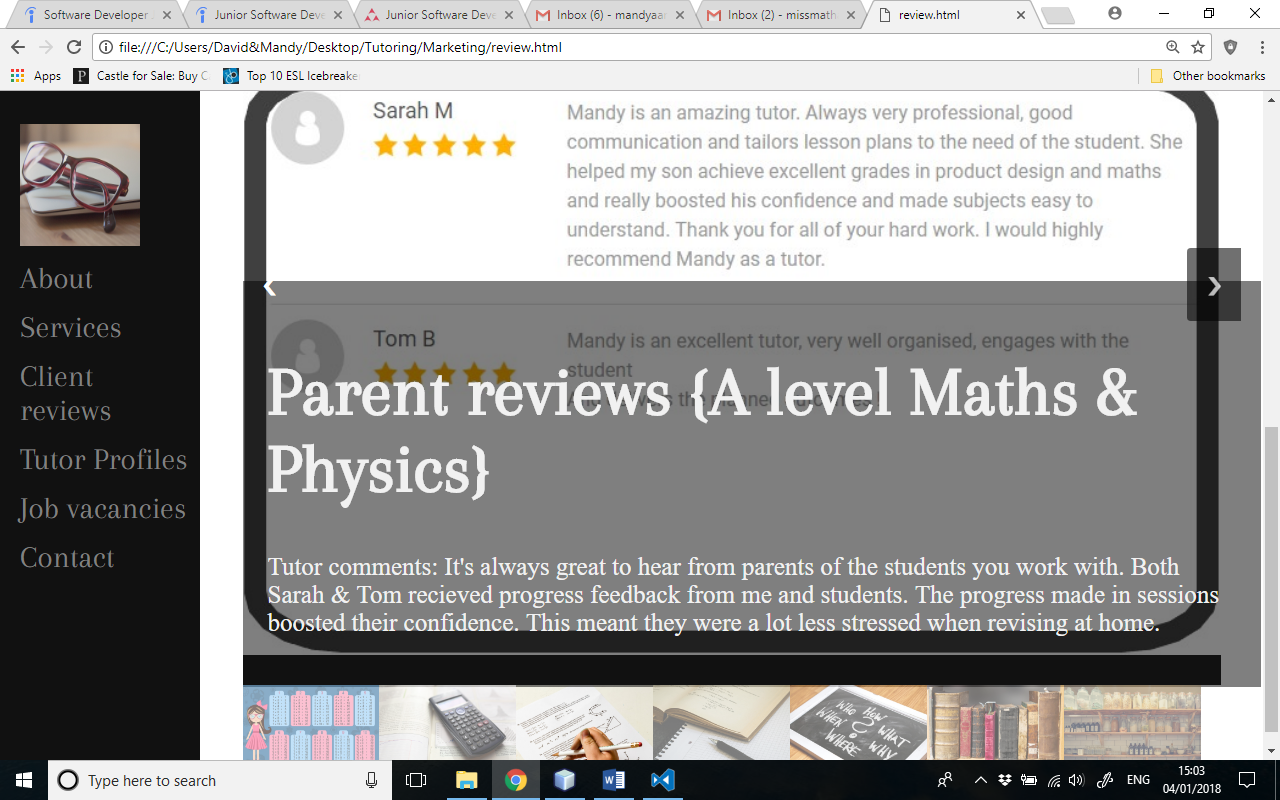 Software Developer
Junior Software Deve
Junior Software Deve
Inbox (6) - mandyaar
Inbox (2) - missmath
review.html
file:///C:/Users/David&Mandy/Desktop/Tutoring/Marketing/review.html
Apps
P
Castle for Sale: Buy C
Top 10 ESL Icebreake
Other bookmarks
About
Services
Client
reviews
Tutor Profiles
Job vacancies
Contact
Sarah M
Mandy is an amazing tutor. Always very professional, good
communication and tailors lesson plans to the need of the student. She
helped my son achieve excellent grades in product design and maths
and really boosted his confidence and made subjects easy to
understand. Thank you for all of your hard work. I would highly
recommend Mandy as a tutor.
❮
❯
Tom B
Mandy is an excellent tutor, very well organised, engages with the
student
Parent reviews {A level Maths &
Physics}
Tutor comments: It's always great to hear from parents of the students you work with. Both
Sarah & Tom recieved progress feedback from me and students. The progress made in sessions
boosted their confidence. This meant they were a lot less stressed when revising at home.
WHO HOW
WHEN ? WHAT
WHERE WHY
Type here to search
ENG
15:03
04/01/2018